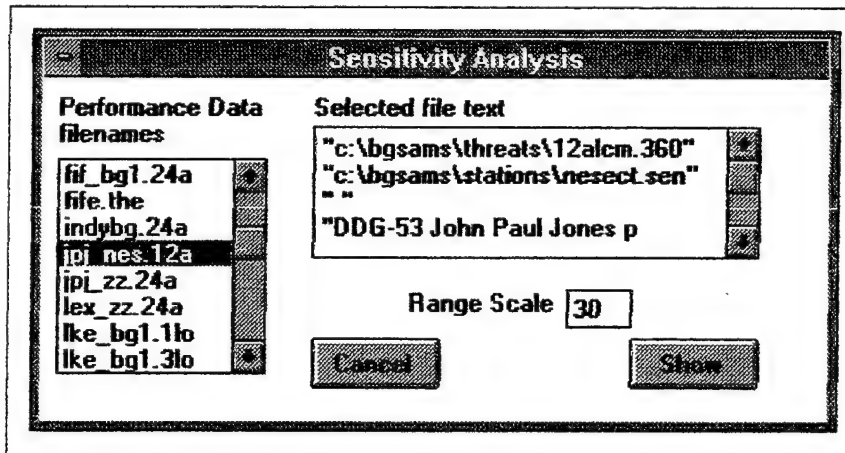 Sensitivity Analysis
Performance Data
filenames
fif_bg1.24a
fife.the
indybg.24a
jpj_nes.12a
jpj_zz.24a
lex_zz.24a
lke_bg1.1lo
lke_bg1.3lo
Selected file text
"c:\bgsams\threats\12alcm.360"
"c:\bgsams\stations\nesect.sen"
" "
"DDG-53 John Paul Jones p
Range Scale 30
Cancel
Show